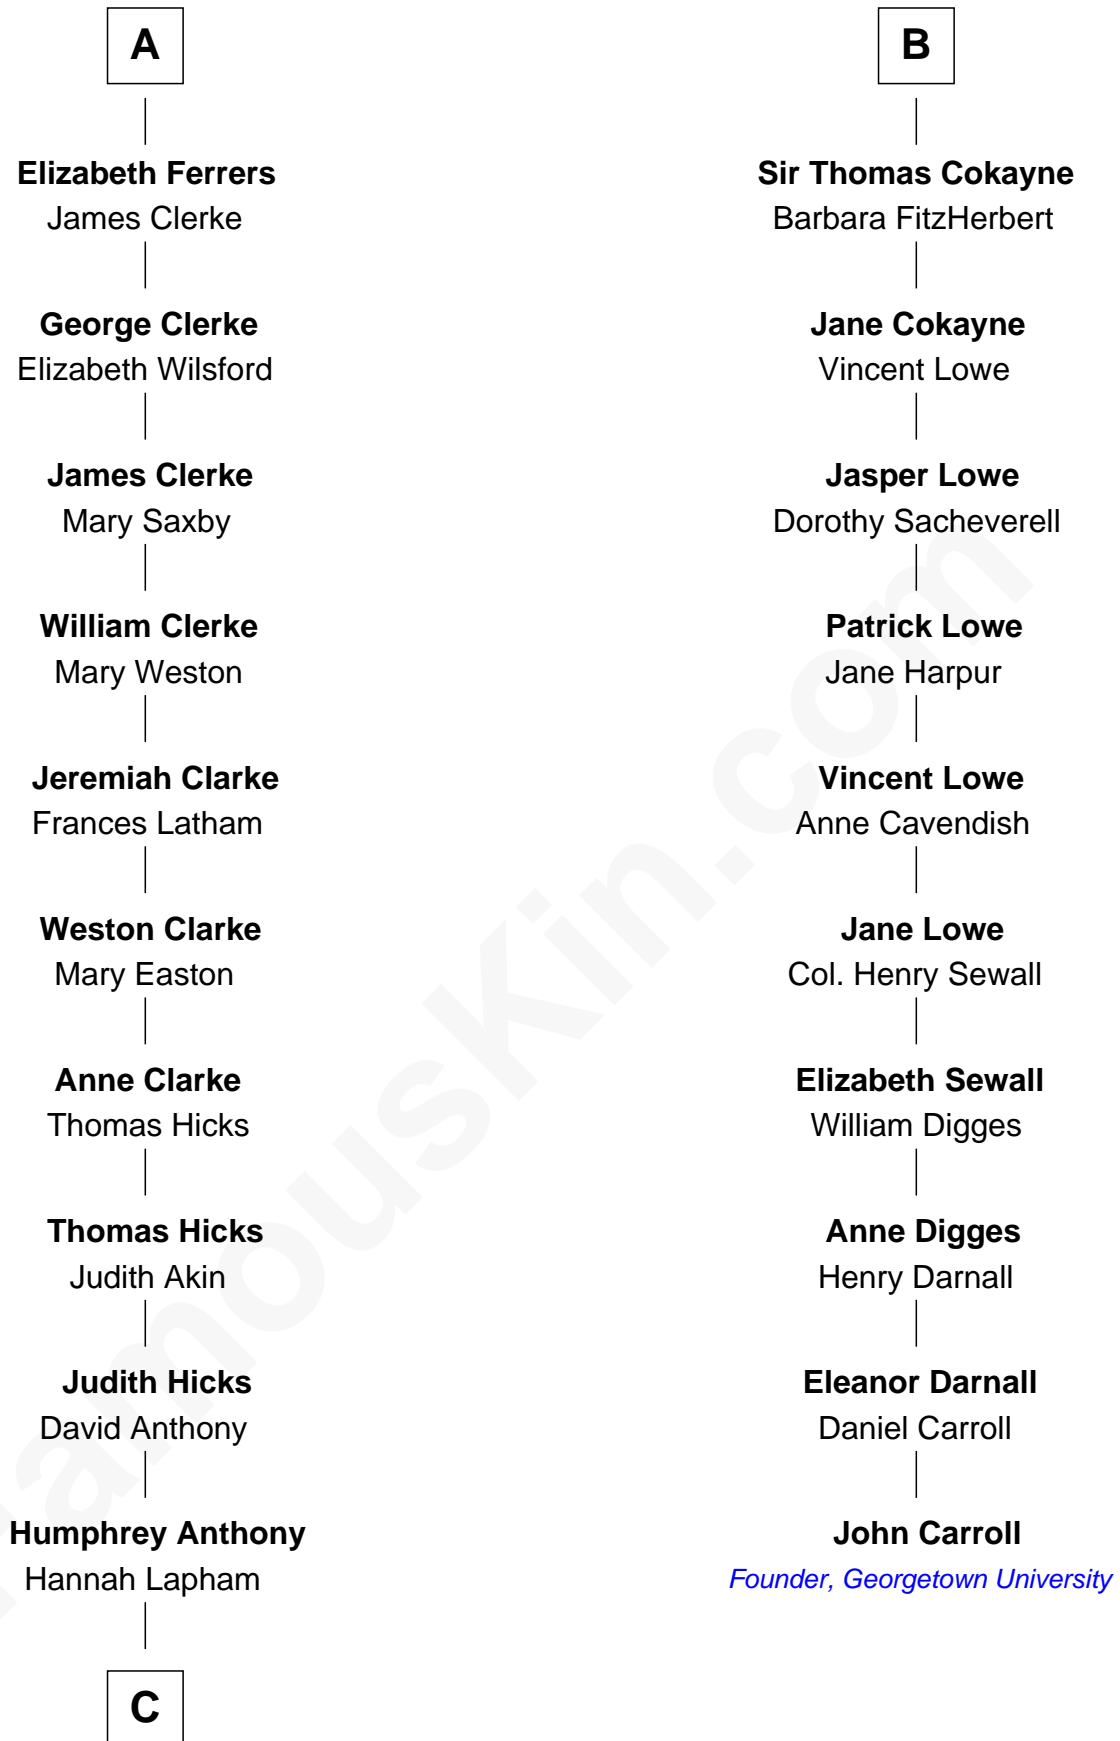 A
Elizabeth Ferrers
James Clerke
George Clerke
Elizabeth Wilsford
James Clerke
Mary Saxby
William Clerke
Mary Weston
Jeremiah Clarke
Frances Latham
Weston Clarke
Mary Easton
Anne Clarke
Thomas Hicks
Thomas Hicks
Judith Akin
Judith Hicks
David Anthony
Humphrey Anthony
Hannah Lapham
C
B
Sir Thomas Cokayne
Barbara FitzHerbert
Jane Cokayne
Vincent Lowe
Jasper Lowe
Dorothy Sacheverell
Patrick Lowe
Jane Harpur
Vincent Lowe
Anne Cavendish
Jane Lowe
Col. Henry Sewall
Elizabeth Sewall
William Digges
Anne Digges
Henry Darnall
Eleanor Darnall
Daniel Carroll
John Carroll
Founder, Georgetown University
FamousKin.com